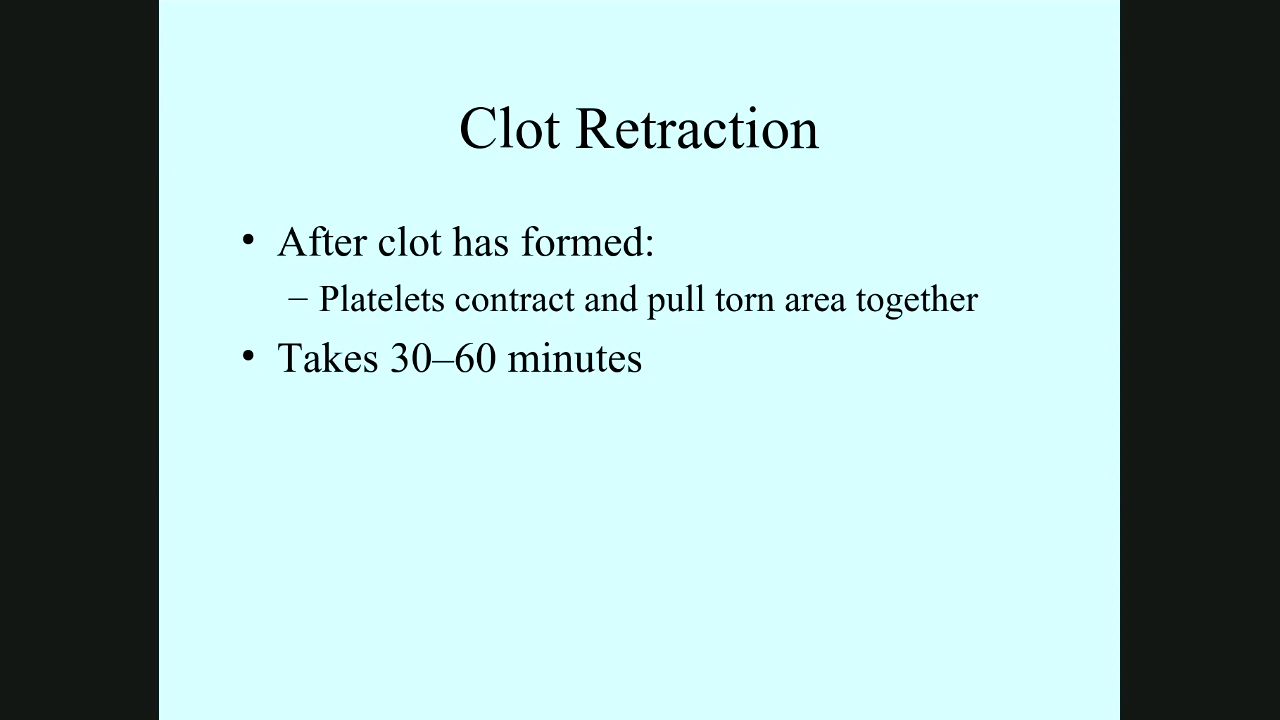 Clot Retraction
• After clot has formed:
– Platelets contract and pull torn area together
• Takes 30–60 minutes